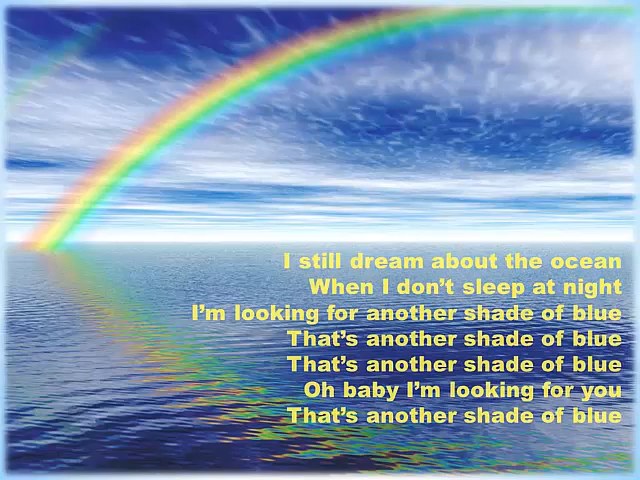 I still dream about the ocean
When I don't sleep at night
I'm looking for another shade of blue
That's another shade of blue
That's another shade of blue
Oh baby I'm looking for you
That's another shade of blue